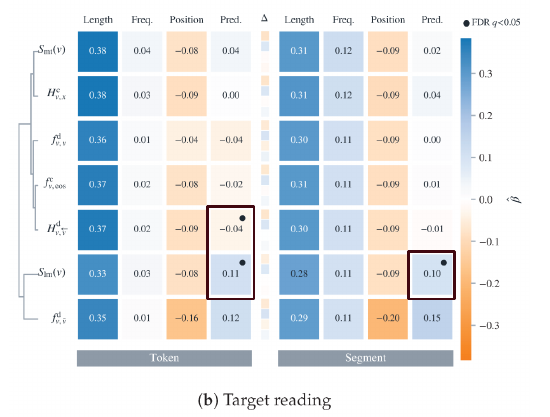 Length Freq. Position Pred. Δ Length Freq. Position Pred. ● FDR q<0.05
S_mt(v) 0.38 0.04 −0.08 0.04 0.31 0.12 −0.09 0.02
H^e_{v,x} 0.38 0.03 −0.09 0.00 0.31 0.12 −0.09 0.04
f^d_{v,v} 0.36 0.01 −0.04 −0.04 0.30 0.11 −0.09 0.00
f^c_{v,eos} 0.37 0.02 −0.08 −0.02 0.31 0.11 −0.09 0.01
H^d_{v,v←} 0.37 0.02 −0.09 −0.04 0.30 0.11 −0.09 −0.01
S_lm(v) 0.33 0.03 −0.08 0.11 0.28 0.11 −0.09 0.10
0.35 0.01 −0.16 0.12 0.29 0.11 −0.20 0.15
0.3
0.2
0.1
0.0
−0.1
−0.2
−0.3
β̂
Token Segment
(b) Target reading